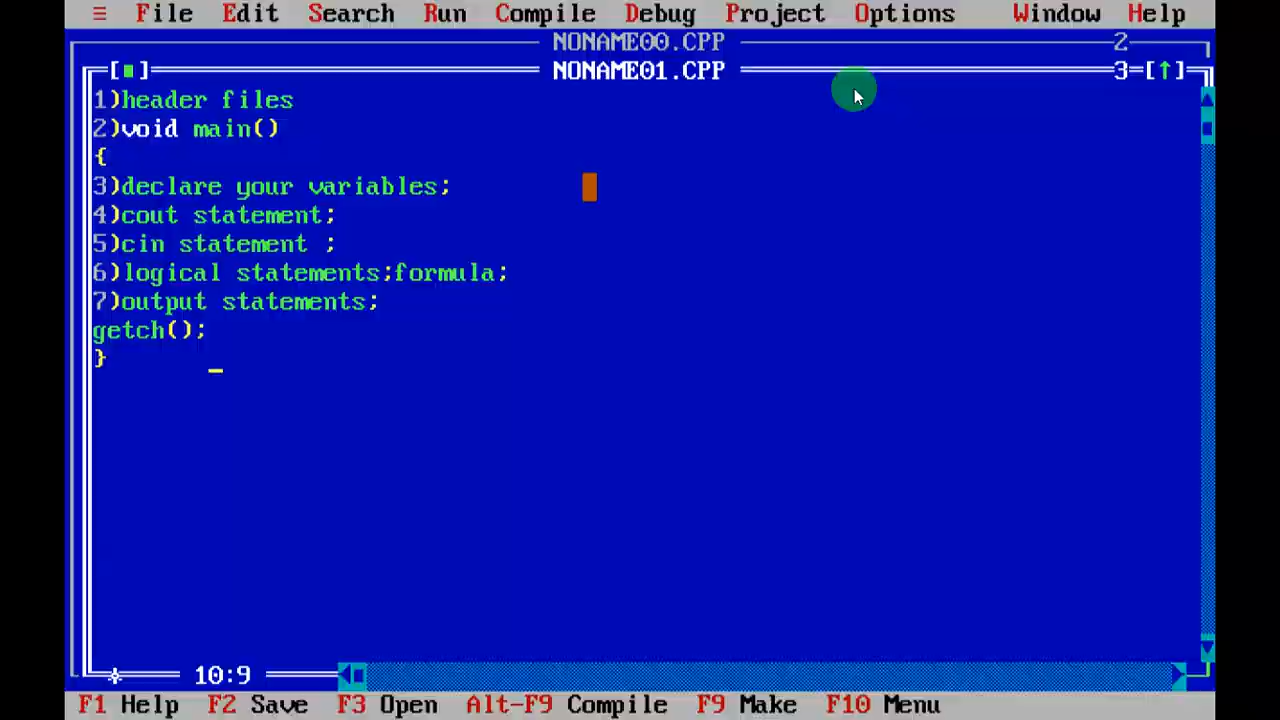 ≡ File Edit Search Run Compile Debug Project Options Window Help
NONAME00.CPP 2
[■] NONAME01.CPP 3=[↑]
1)header files
2)void main()
{
3)declare your variables;
4)cout statement;
5)cin statement ;
6)logical statements;formula;
7)output statements;
getch();
}
10:9
F1 Help F2 Save F3 Open Alt-F9 Compile F9 Make F10 Menu